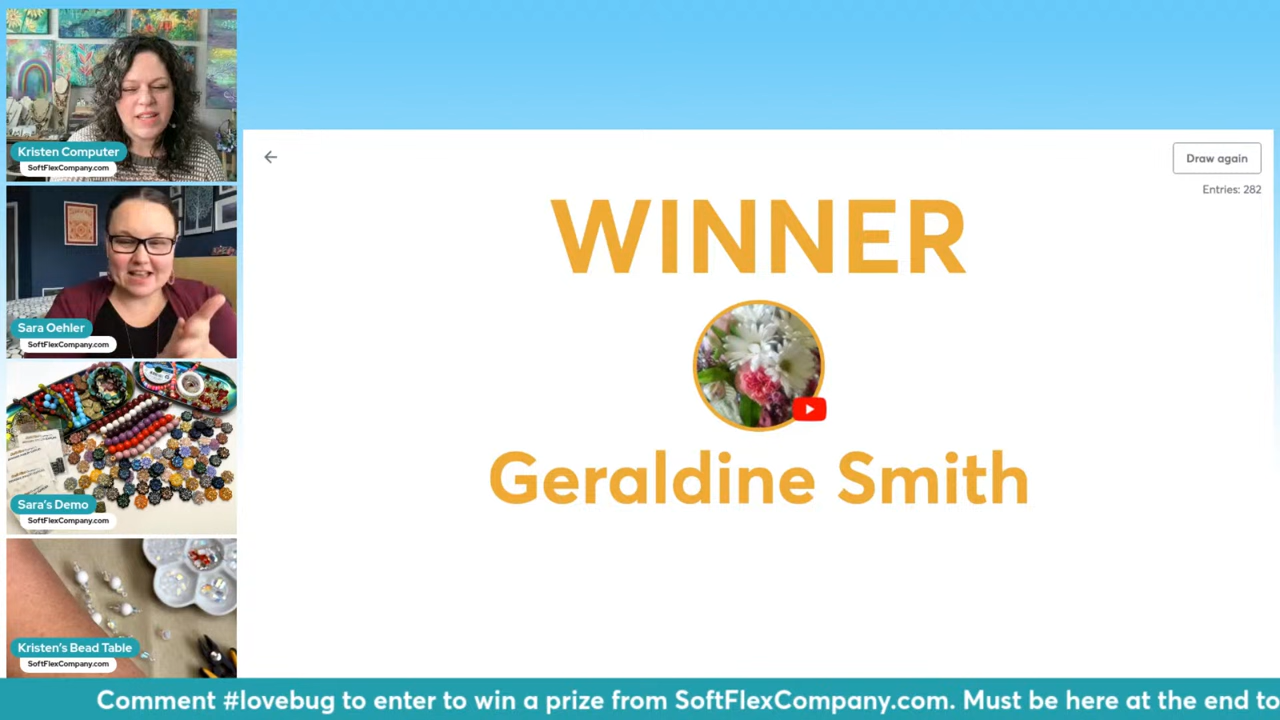 Kristen Computer
SoftFlexCompany.com
Sara Oehler
SoftFlexCompany.com
Sara's Demo
SoftFlexCompany.com
Kristen's Bead Table
SoftFlexCompany.com
Draw again
Entries: 282
WINNER
Geraldine Smith
Comment #lovebug to enter to win a prize from SoftFlexCompany.com. Must be here at the end to